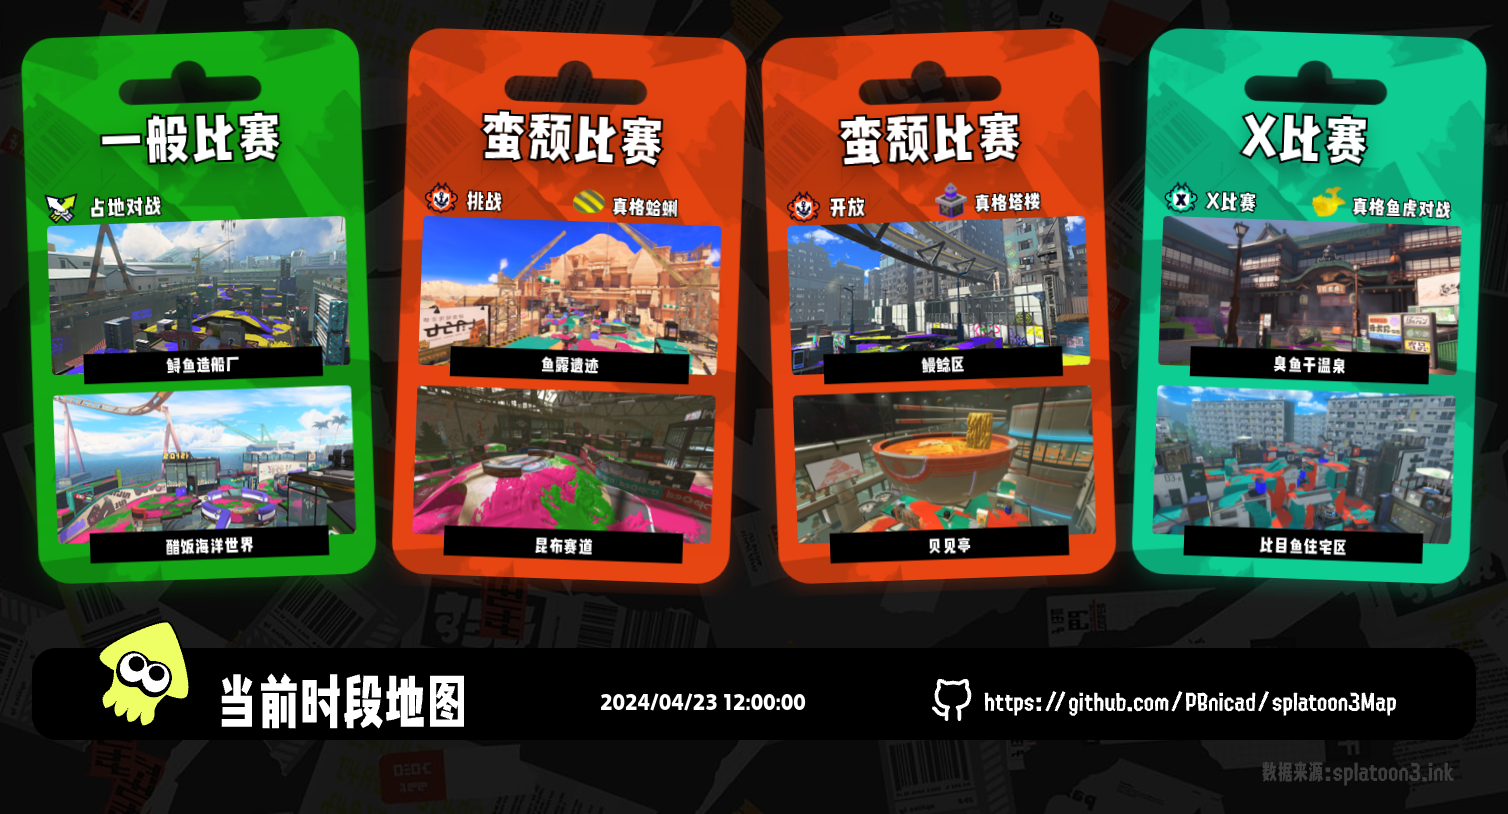 一般比赛
占地对战
鲟鱼造船厂
醋饭海洋世界
蛮颓比赛
挑战
真格蛤蜊
鱼露遗迹
昆布赛道
蛮颓比赛
开放
真格塔楼
鳗鲶区
贝见亭
X比赛
X比赛
真格鱼虎对战
臭鱼干温泉
比目鱼住宅区
当前时段地图
2024/04/23 12:00:00
https://github.com/PBnicad/splatoon3Map
数据来源:splatoon3.ink